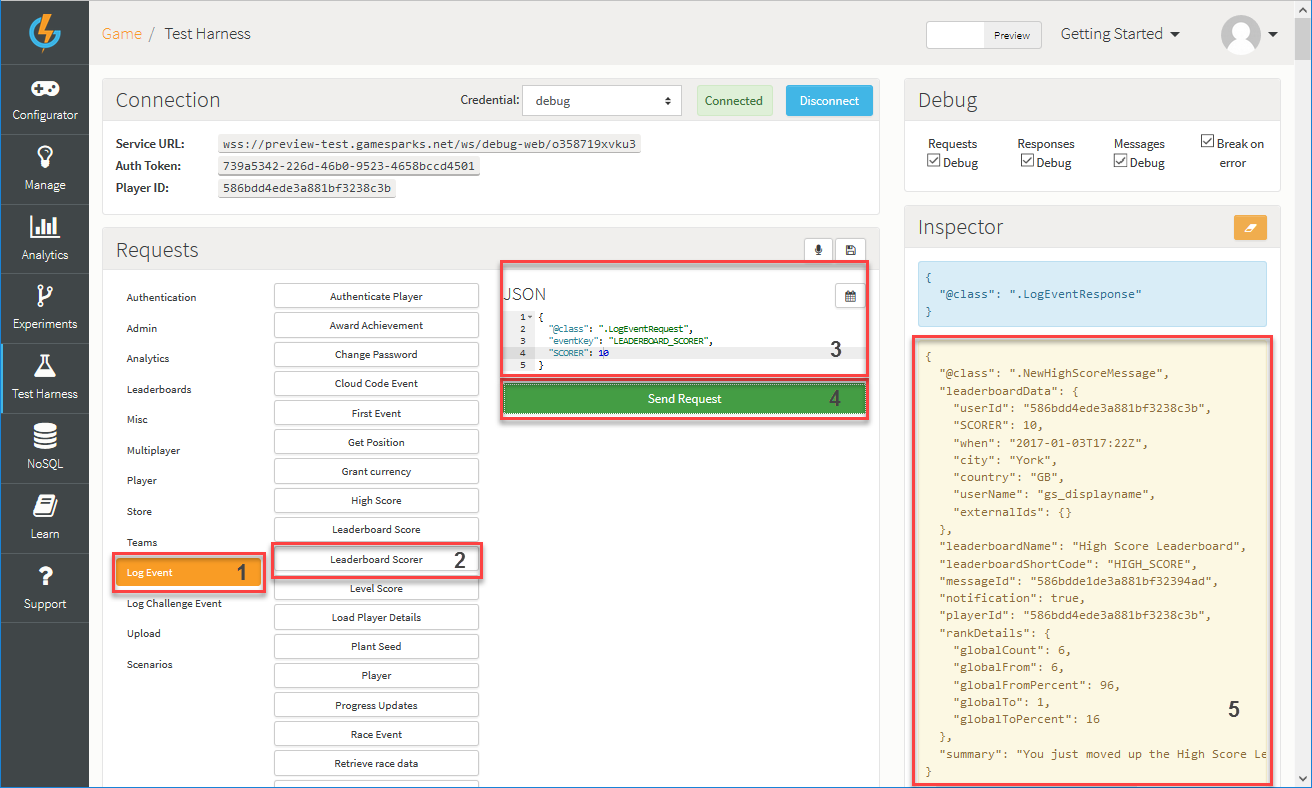 Game / Test Harness
Preview
Getting Started
Configurator
Manage
Analytics
Experiments
Test Harness
NoSQL
Learn
Support
Connection
Credential:
debug
Connected
Disconnect
Service URL: wss://preview-test.gamesparks.net/ws/debug-web/o358719xvku3
Auth Token: 739a5342-226d-46b0-9523-4658bccd4501
Player ID: 586bdd4ede3a881bf3238c3b
Requests
Authentication
Admin
Analytics
Leaderboards
Misc
Multiplayer
Player
Store
Teams
Log Event 1
Log Challenge Event
Upload
Scenarios
Authenticate Player
Award Achievement
Change Password
Cloud Code Event
First Event
Get Position
Grant currency
High Score
Leaderboard Score
Leaderboard Scorer 2
Level Score
Load Player Details
Plant Seed
Player
Progress Updates
Race Event
Retrieve race data
JSON
1 {
2 "@class": ".LogEventRequest",
3 "eventKey": "LEADERBOARD_SCORER",
4 "SCORER": 10
5 }
3
Send Request 4
Debug
Requests
Debug
Responses
Debug
Messages
Debug
Break on
error
Inspector
{
"@class": ".LogEventResponse"
}
{
"@class": ".NewHighScoreMessage",
"leaderboardData": {
"userId": "586bdd4ede3a881bf3238c3b",
"SCORER": 10,
"when": "2017-01-03T17:22Z",
"city": "York",
"country": "GB",
"userName": "gs_displayname",
"externalIds": {}
},
"leaderboardName": "High Score Leaderboard",
"leaderboardShortCode": "HIGH_SCORE",
"messageId": "586bdde1de3a881bf32394ad",
"notification": true,
"playerId": "586bdd4ede3a881bf3238c3b",
"rankDetails": {
"globalCount": 6,
"globalFrom": 6,
"globalFromPercent": 96,
"globalTo": 1,
"globalToPercent": 16
},
"summary": "You just moved up the High Score Le
}
5